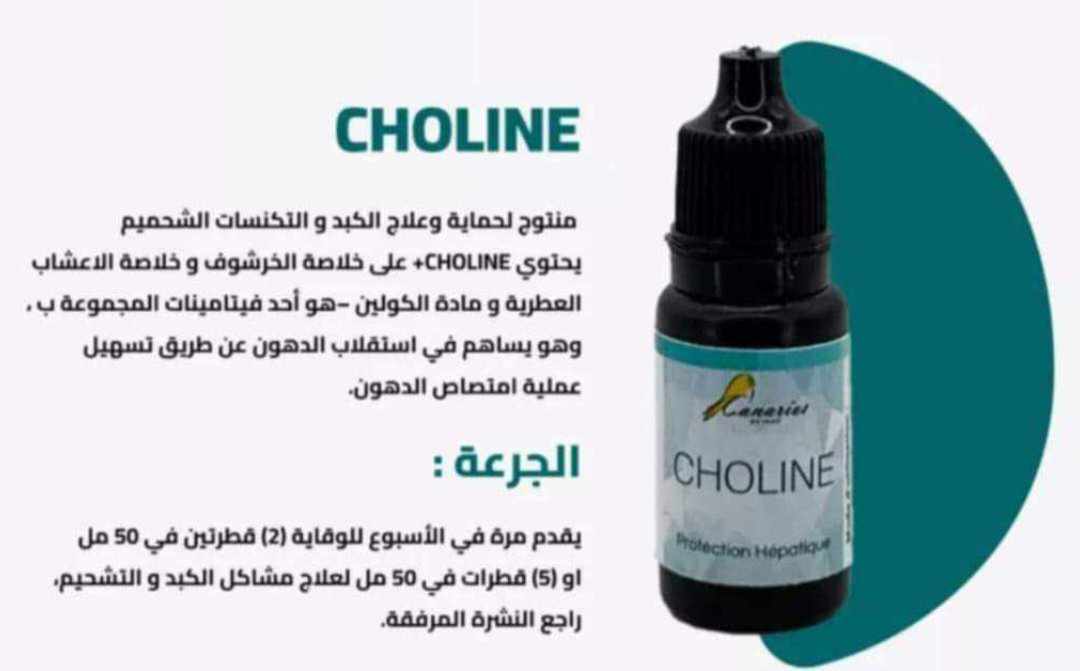 CHOLINE
منتوج لحماية وعلاج الكبد و التكنسات الشحميم
يحتوي CHOLINE+ على خلاصة الخرشوف و خلاصة الاعشاب
العطرية و مادة الكولين –هو أحد فيتامينات المجموعة ب ،
وهو يساهم في استقلاب الدهون عن طريق تسهيل
عملية امتصاص الدهون.
الجرعة :
يقدم مرة في الأسبوع للوقاية (2) قطرتين في 50 مل
او (5) قطرات في 50 مل لعلاج مشاكل الكبد و التشحيم،
راجع النشرة المرفقة.
Canaries
CHOLINE
Protection Hépatique